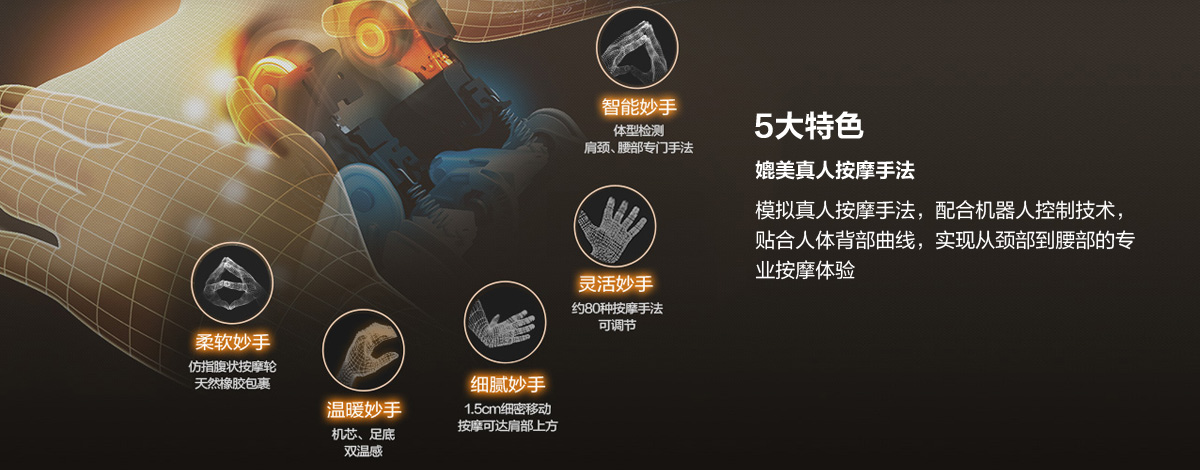 智能妙手
体型检测
肩颈、腰部专门手法
灵活妙手
约80种按摩手法
可调节
细腻妙手
1.5cm细密移动
按摩可达肩部上方
温暖妙手
机芯、足底
双温感
柔软妙手
仿指腹状按摩轮
天然橡胶包裹
5大特色
媲美真人按摩手法
模拟真人按摩手法，配合机器人控制技术，
贴合人体背部曲线，实现从颈部到腰部的专
业按摩体验